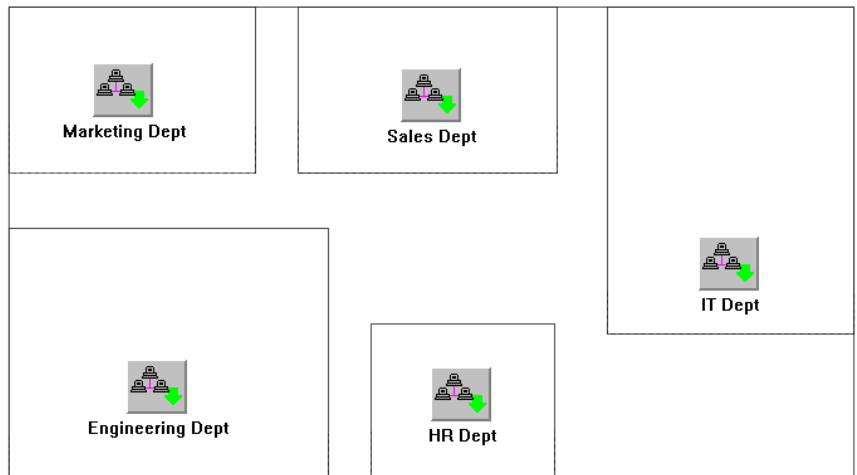 Marketing Dept
Sales Dept
IT Dept
Engineering Dept
HR Dept